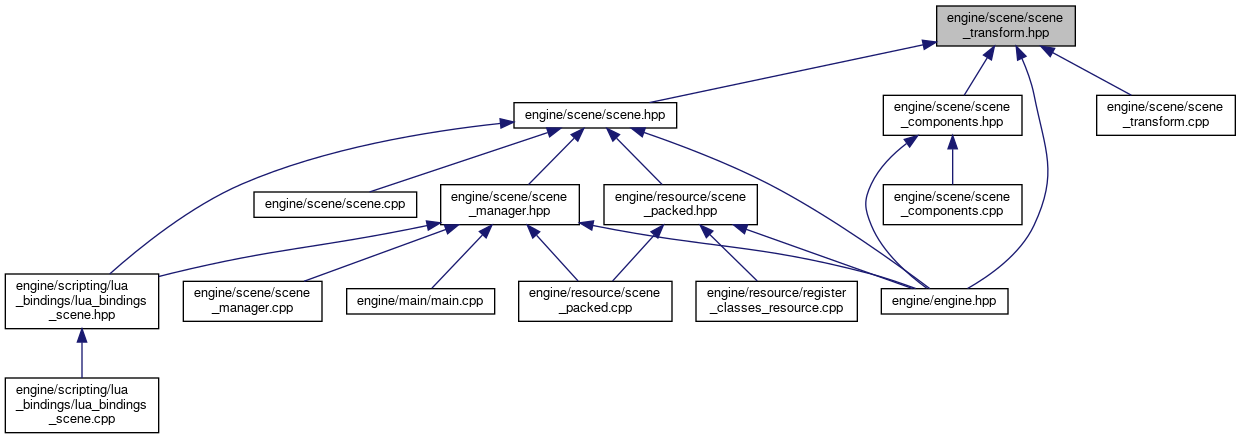 engine/scene/scene
_transform.hpp
engine/scene/scene.hpp
engine/scene/scene
_components.hpp
engine/scene/scene
_transform.cpp
engine/scene/scene.cpp
engine/scene/scene
_manager.hpp
engine/resource/scene
_packed.hpp
engine/scene/scene
_components.cpp
engine/scripting/lua
_bindings/lua_bindings
_scene.hpp
engine/scene/scene
_manager.cpp
engine/main/main.cpp
engine/resource/scene
_packed.cpp
engine/resource/register
_classes_resource.cpp
engine/engine.hpp
engine/scripting/lua
_bindings/lua_bindings
_scene.cpp